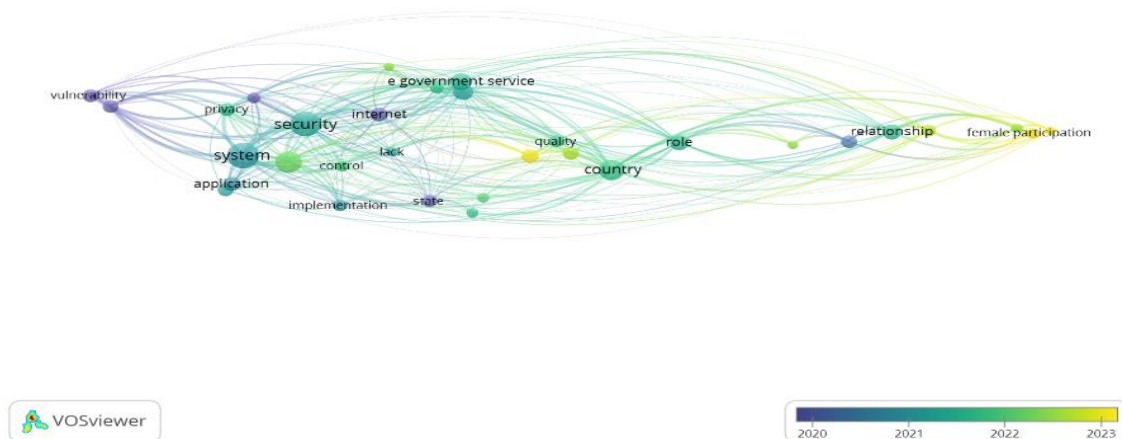 e government service
vulnerability
privacy
internet
security
relationship
female participation
quality
role
lack
system
control
country
application
state
implementation
VOSviewer
2020 2021 2022 2023